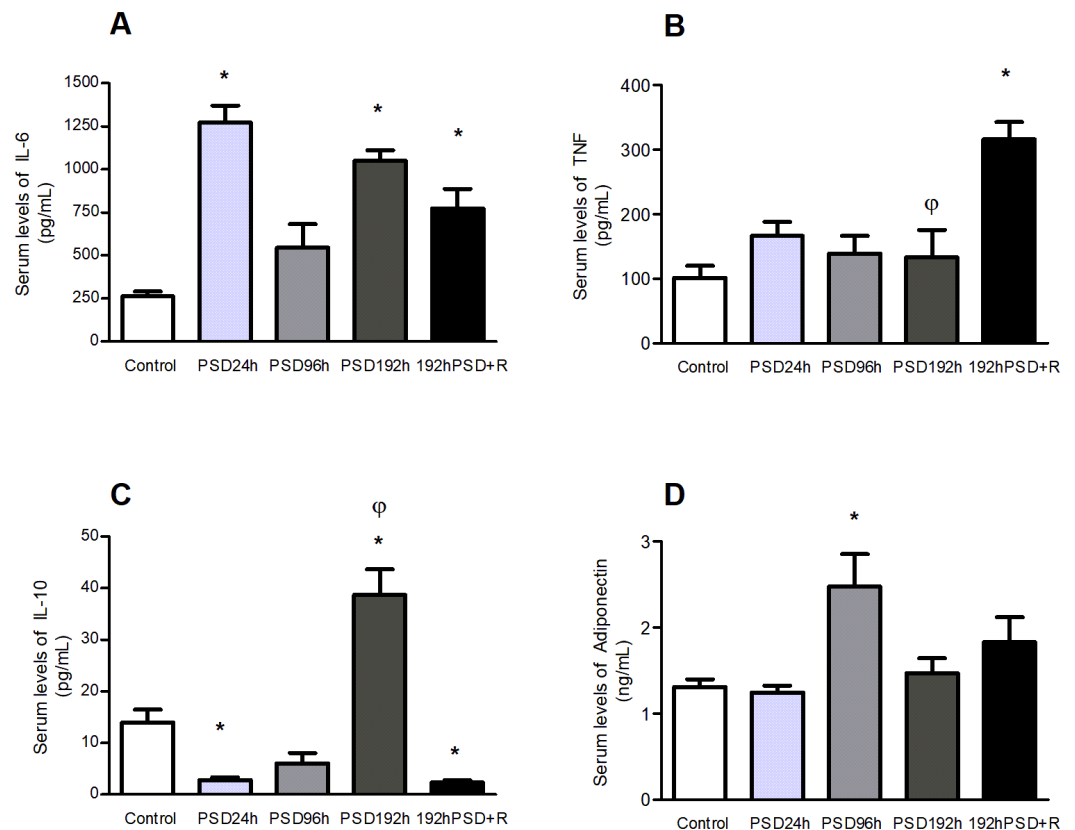 A
Serum levels of IL-6
(pg/mL)
1500
1250
1000
750
500
250
0
*
*
*
Control PSD24h PSD96h PSD192h 192hPSD+R
B
Serum levels of TNF
(pg/mL)
400
300
200
100
0
φ
*
Control PSD24h PSD96h PSD192h 192hPSD+R
C
Serum levels of IL-10
(pg/mL)
50
40
30
20
10
0
*
φ
*
*
Control PSD24h PSD96h PSD192h 192hPSD+R
D
Serum levels of Adiponectin
(ng/mL)
3
2
1
0
*
Control PSD24h PSD96h PSD192h 192hPSD+R